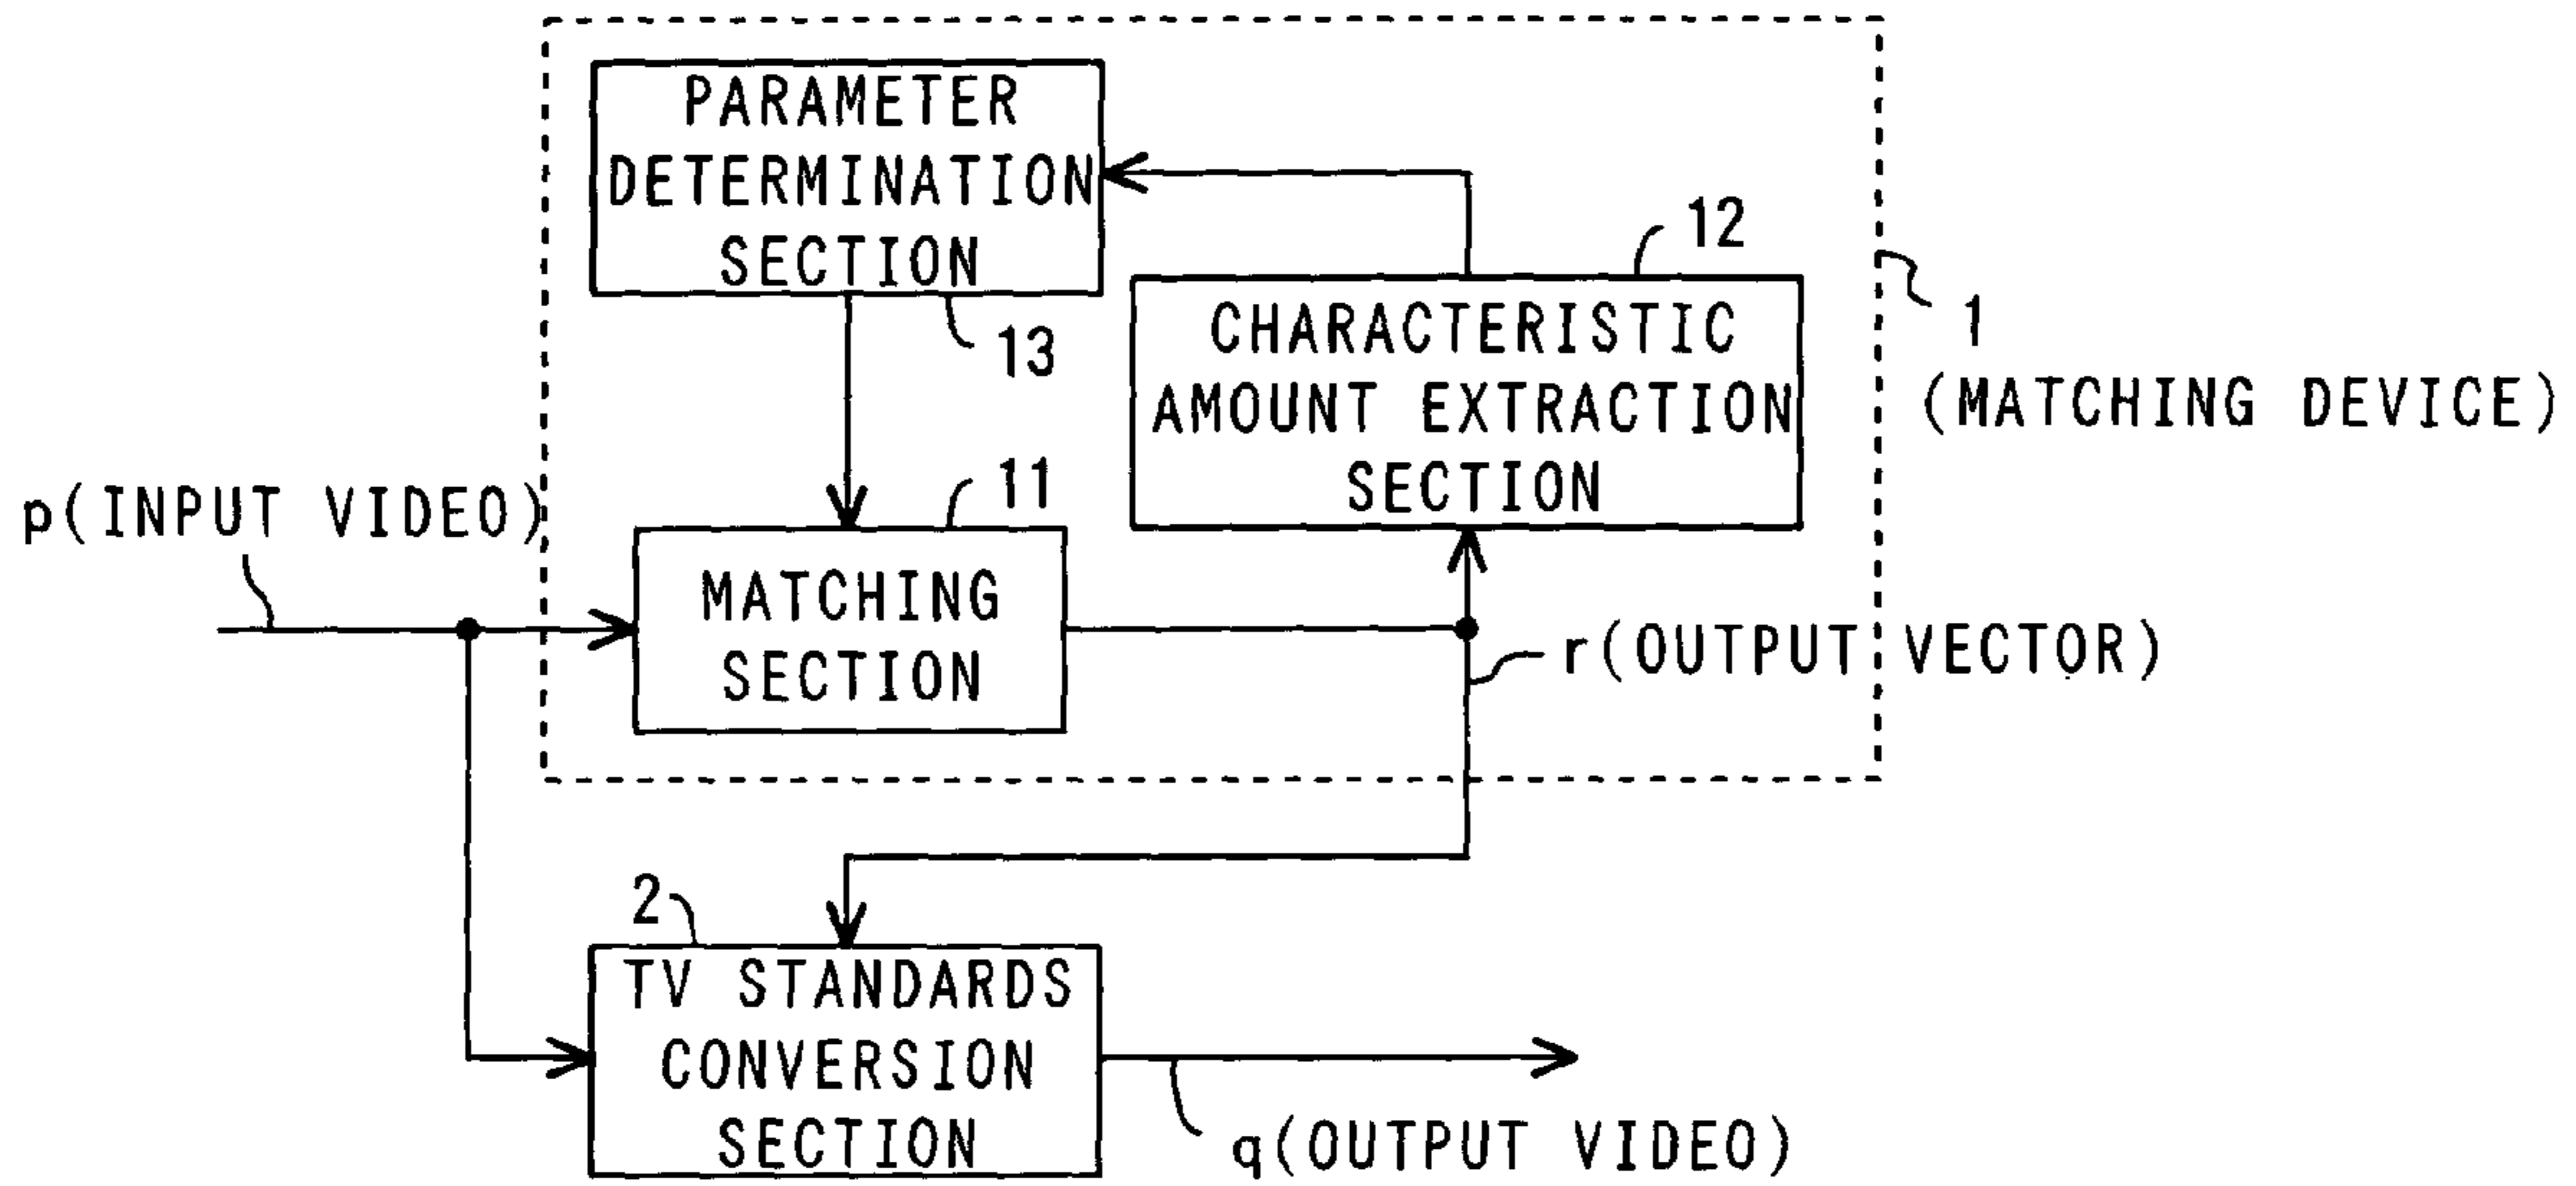 PARAMETER
DETERMINATION
SECTION
13
12
CHARACTERISTIC
AMOUNT EXTRACTION
SECTION
1
(MATCHING DEVICE)
p(INPUT VIDEO)
11
MATCHING
SECTION
r(OUTPUT VECTOR)
2
TV STANDARDS
CONVERSION
SECTION
q(OUTPUT VIDEO)